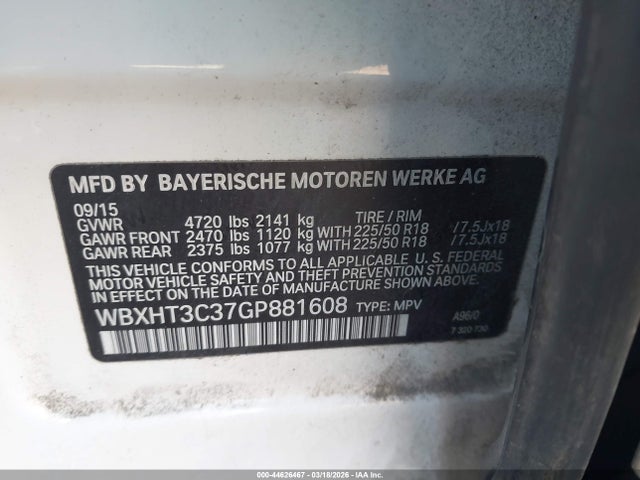 MFD BY BAYERISCHE MOTOREN WERKE AG
09/15
GVWR 4720 lbs 2141 kg TIRE / RIM
GAWR FRONT 2470 lbs 1120 kg WITH 225/50 R18 /7.5Jx18
GAWR REAR 2375 lbs 1077 kg WITH 225/50 R18 /7.5Jx18
THIS VEHICLE CONFORMS TO ALL APPLICABLE U.S. FEDERAL
MOTOR VEHICLE SAFETY AND THEFT PREVENTION STANDARDS
IN EFFECT ON THE DATE OF MANUFACTURE SHOWN ABOVE.
WBXHT3C37GP881608 TYPE: MPV
A96/0
7 310 730
000-44626467 | 03/18/2026 | IAA Inc.